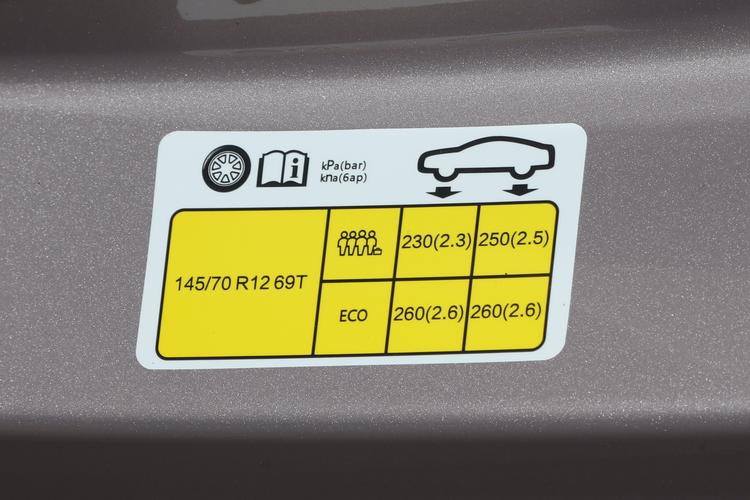 i kPa(bar)
кпа(6ар)
230(2.3) 250(2.5)
145/70 R12 69T
ECO 260(2.6) 260(2.6)